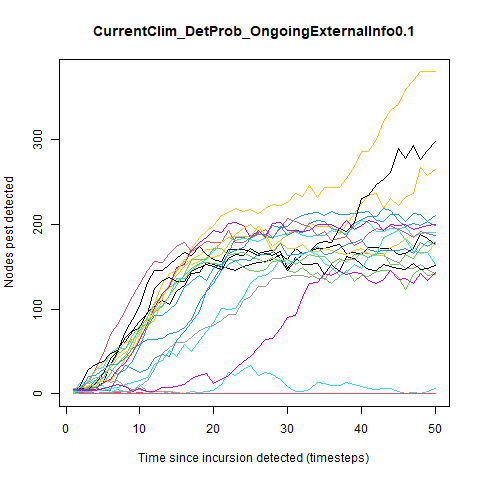 CurrentClim_DetProb_OngoingExternalInfo0.1
Nodes pest detected
300
200
100
0
0 10 20 30 40 50
Time since incursion detected (timesteps)